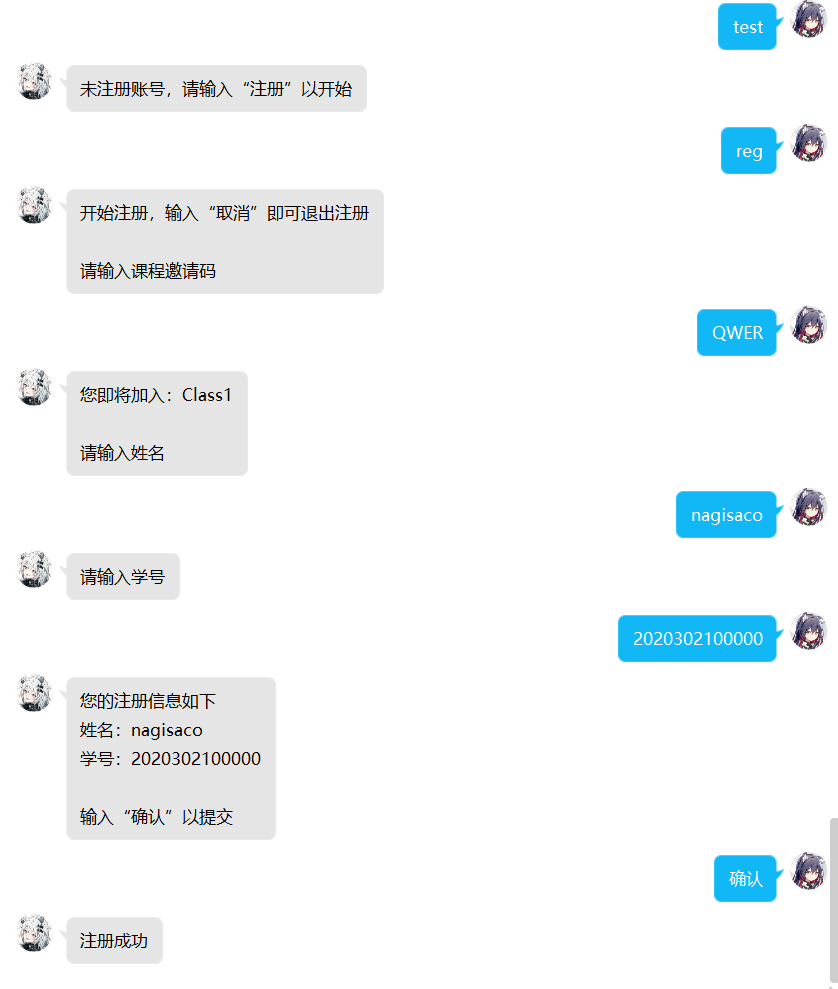 test
未注册账号，请输入“注册”以开始
reg
开始注册，输入“取消”即可退出注册
请输入课程邀请码
QWER
您即将加入：Class1
请输入姓名
nagisaco
请输入学号
2020302100000
您的注册信息如下
姓名：nagisaco
学号：2020302100000
输入“确认”以提交
确认
注册成功